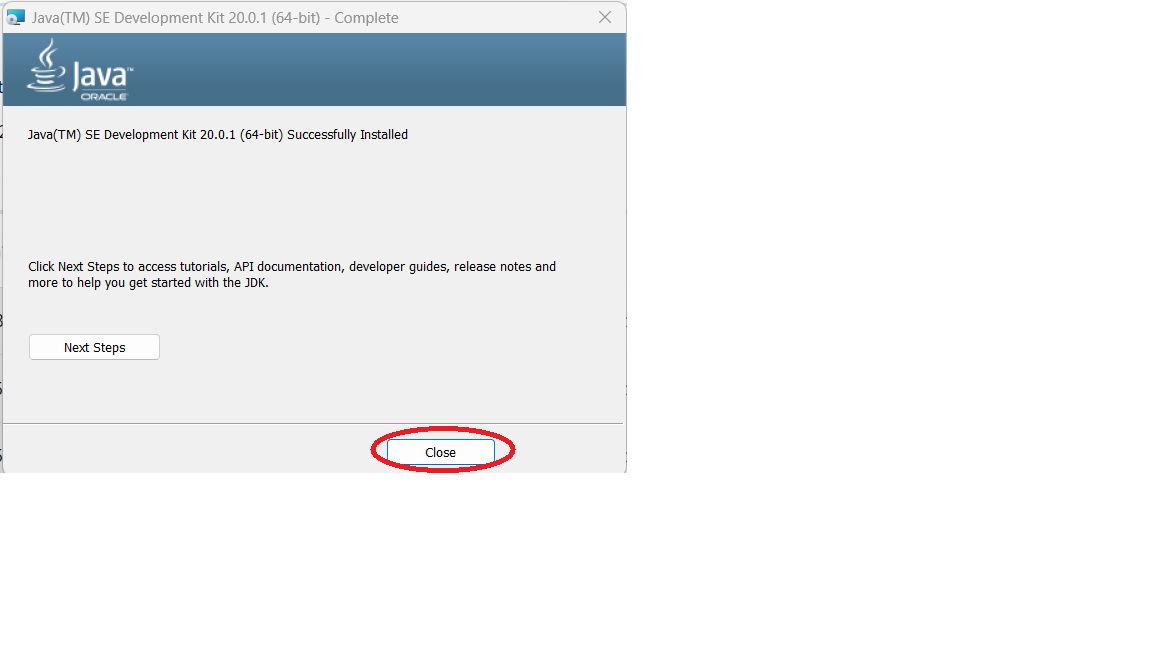 Java(TM) SE Development Kit 20.0.1 (64-bit) - Complete
Java™
ORACLE
Java(TM) SE Development Kit 20.0.1 (64-bit) Successfully Installed
Click Next Steps to access tutorials, API documentation, developer guides, release notes and
more to help you get started with the JDK.
Next Steps
Close